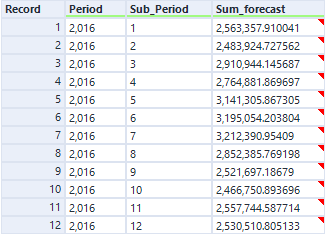 Record Period Sub_Period Sum_forecast
1 2,016 1 2,563,357.910041
2 2,016 2 2,483,924.727562
3 2,016 3 2,910,944.145687
4 2,016 4 2,764,881.869697
5 2,016 5 3,141,305.867305
6 2,016 6 3,195,054.203804
7 2,016 7 3,212,390.95409
8 2,016 8 2,852,385.769198
9 2,016 9 2,521,697.18679
10 2,016 10 2,466,750.893696
11 2,016 11 2,557,744.587714
12 2,016 12 2,530,510.805133